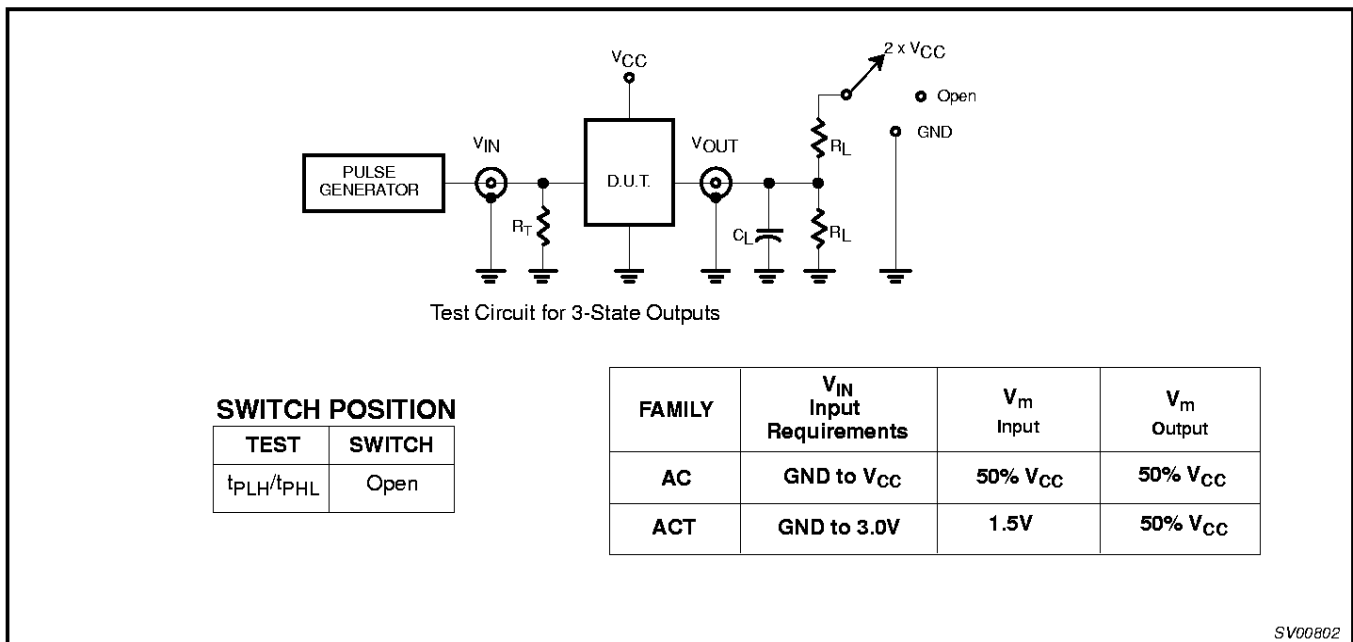 2 x VCC
VCC
Open
GND
VIN
VOUT
RL
PULSE
GENERATOR
D.U.T.
RT
CL
RL
Test Circuit for 3-State Outputs
SWITCH POSITION
TEST SWITCH
tPLH/tPHL Open
FAMILY VIN Input Requirements Vm Input Vm Output
AC GND to VCC 50% VCC 50% VCC
ACT GND to 3.0V 1.5V 50% VCC
SV00802